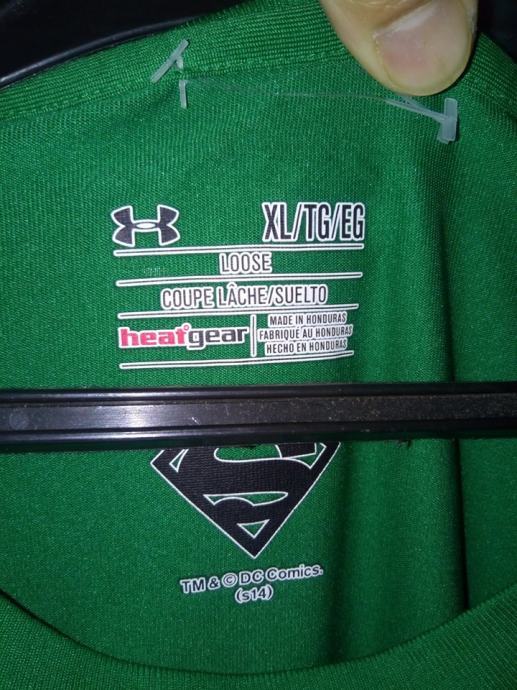 XL/TG/EG
LOOSE
COUPE LÂCHE/SUELTO
heatgear
MADE IN HONDURAS
FABRIQUÉ AU HONDURAS
HECHO EN HONDURAS
S
TM & © DC Comics.
(s14)